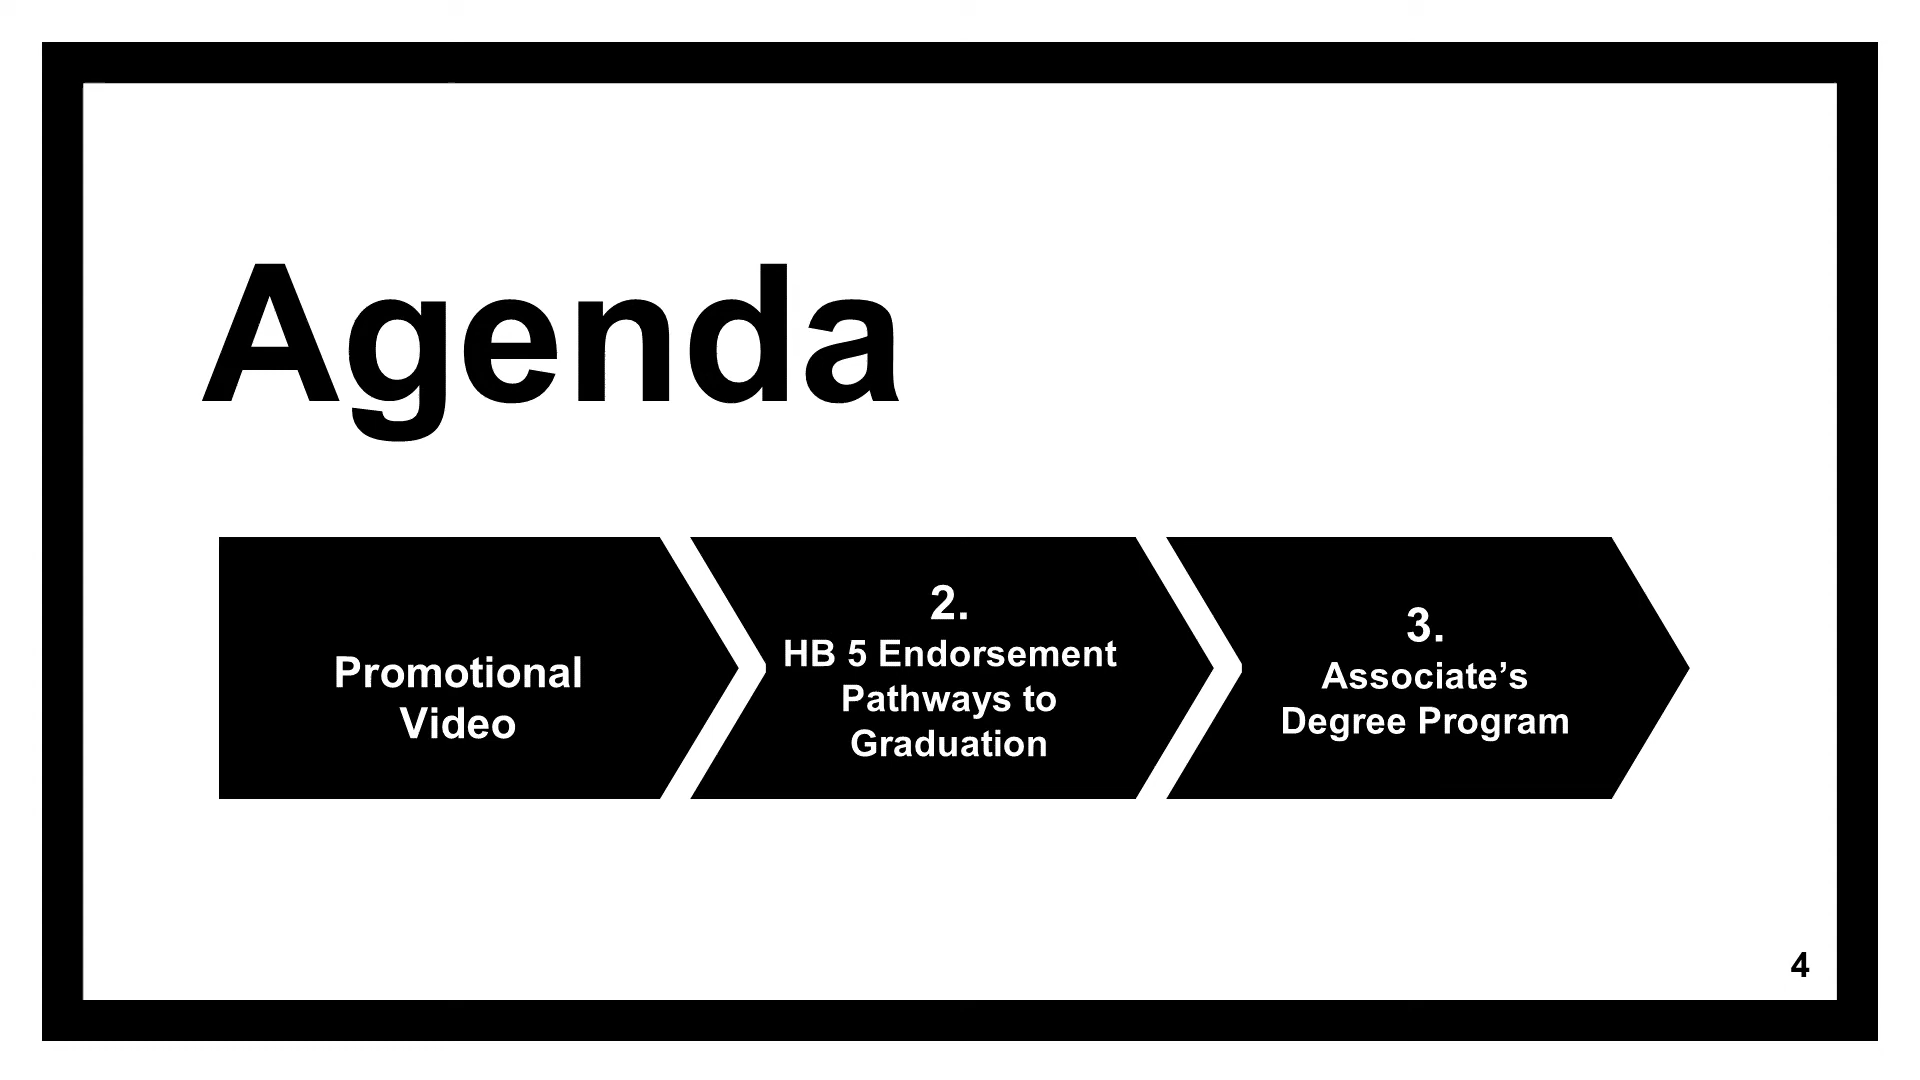 Agenda
Promotional
Video
2.
HB 5 Endorsement
Pathways to
Graduation
3.
Associate’s
Degree Program
4